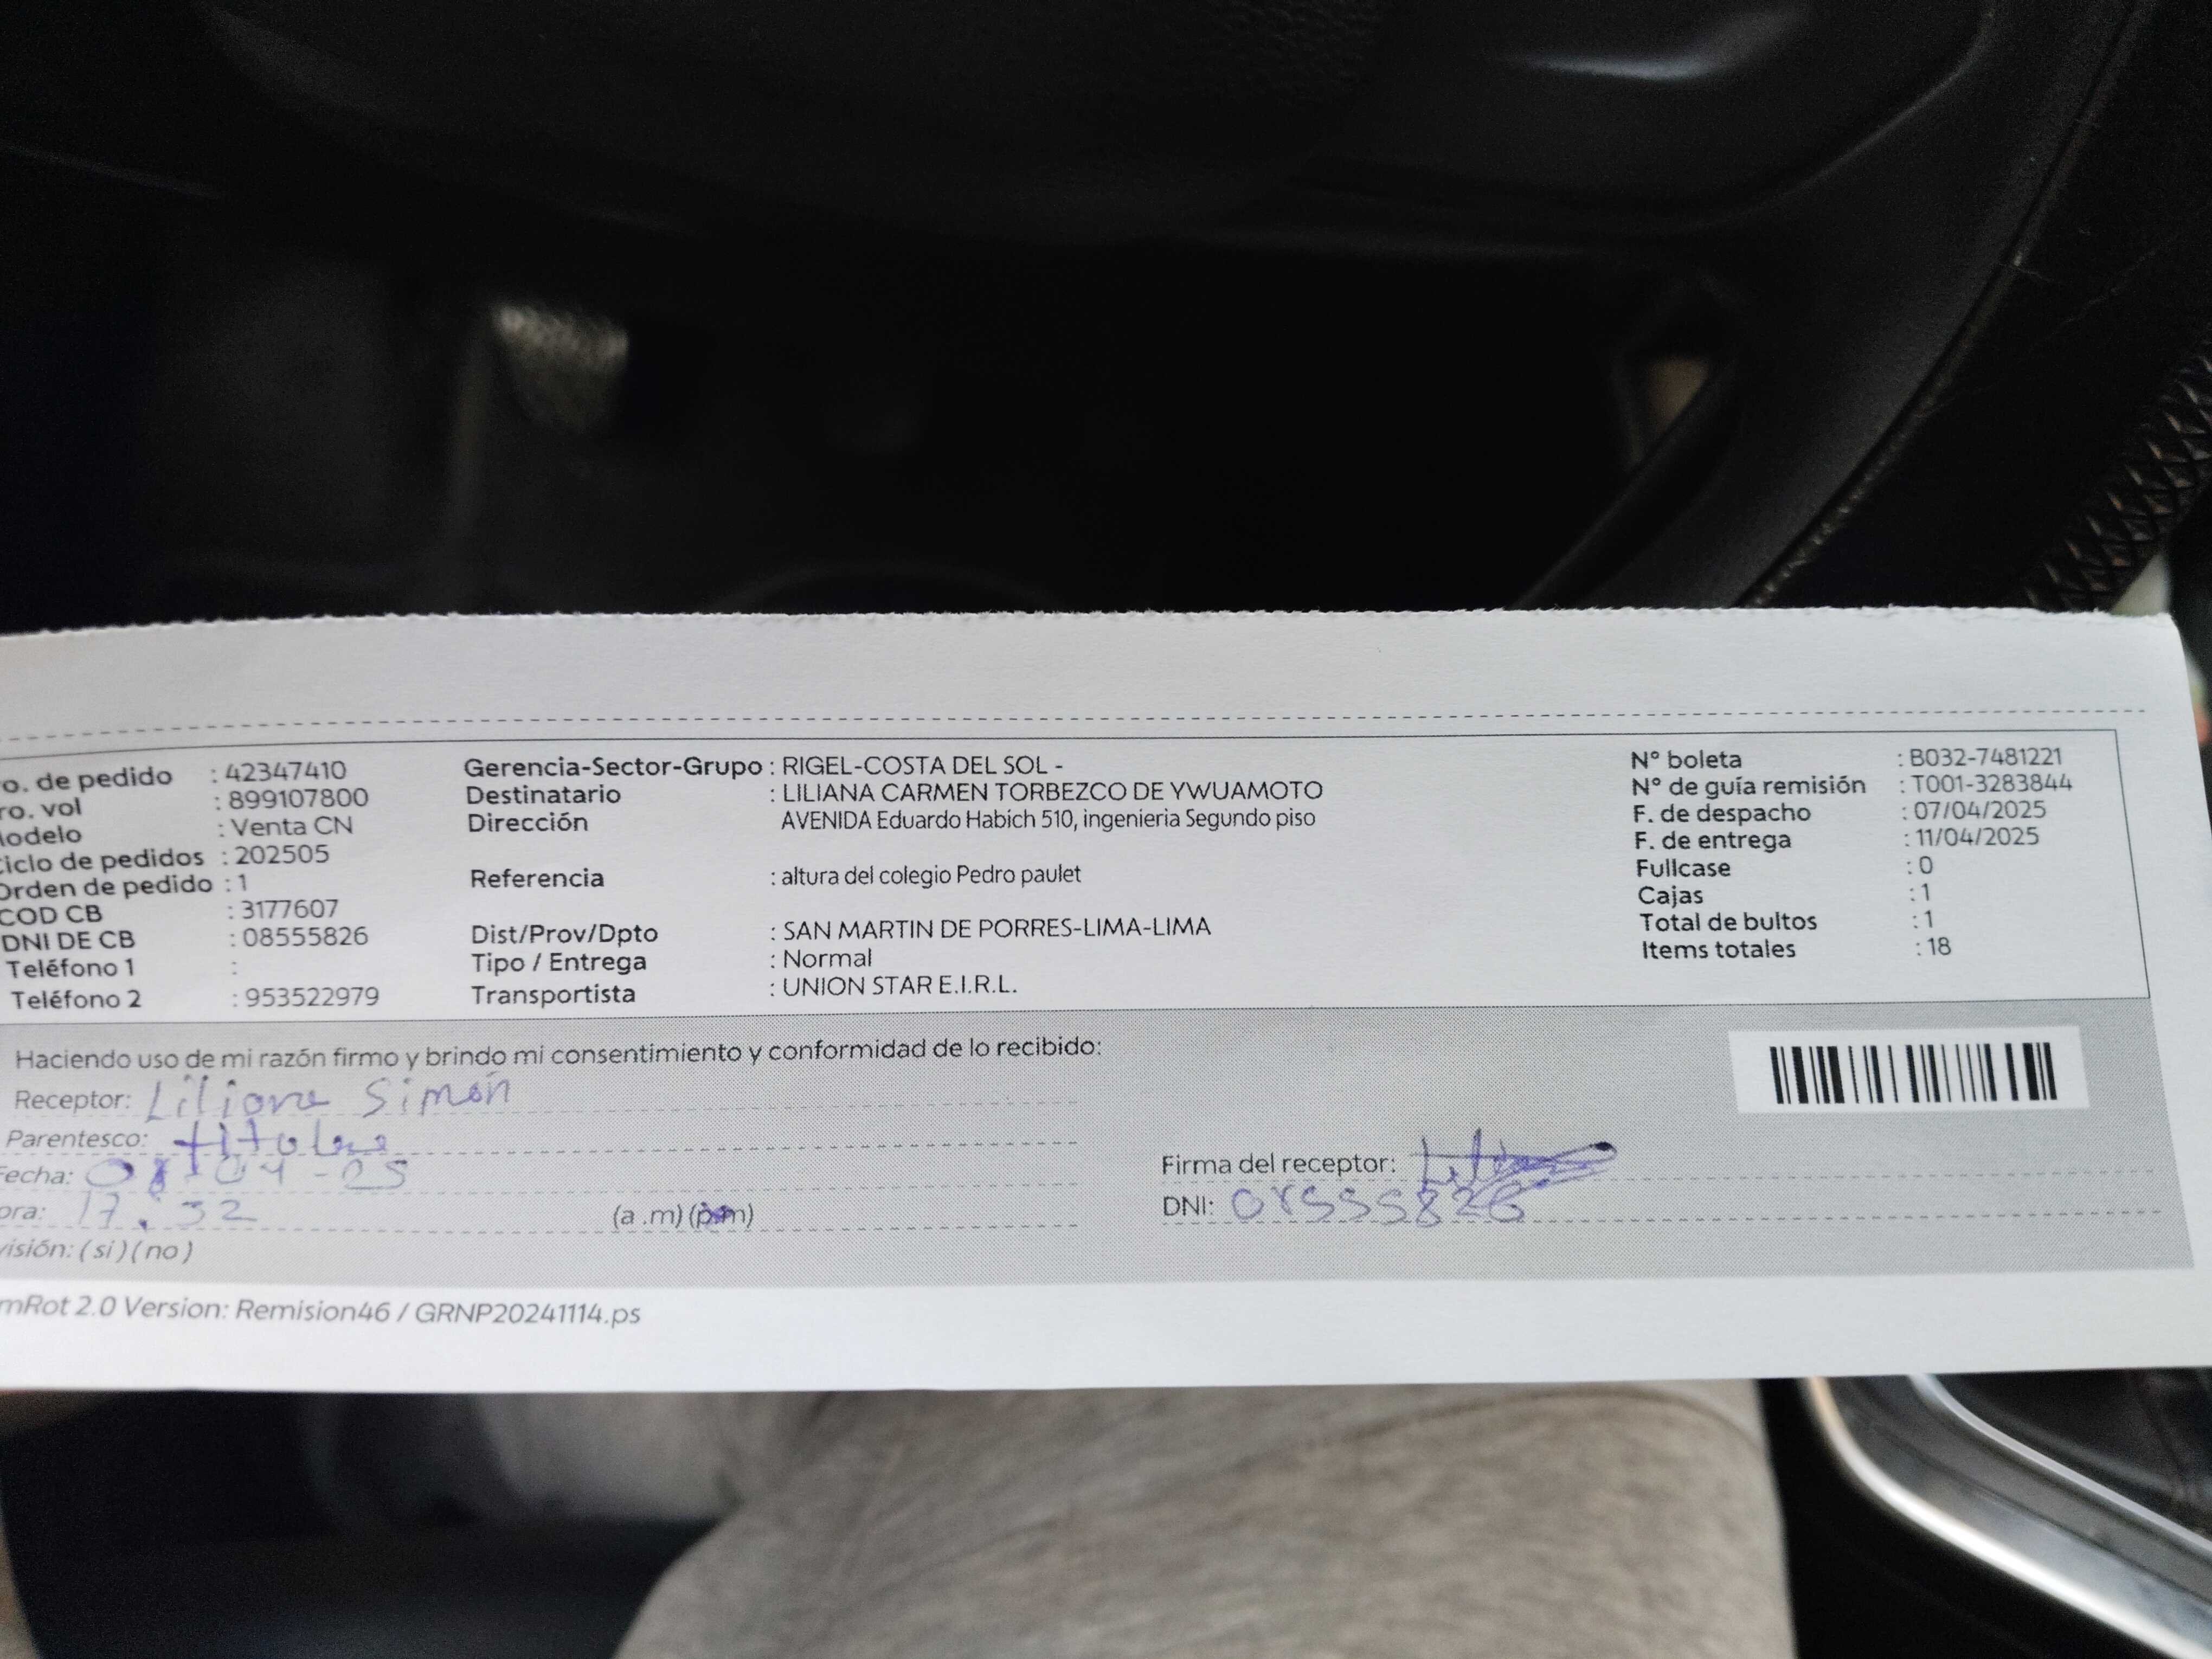 o. de pedido : 42347410
ro. vol : 899107800
odelo : Venta CN
iclo de pedidos : 202505
Orden de pedido : 1
COD CB : 3177607
DNI DE CB : 08555826
Teléfono 1 :
Teléfono 2 : 953522979
Gerencia-Sector-Grupo : RIGEL-COSTA DEL SOL -
Destinatario : LILIANA CARMEN TORBEZCO DE YWUAMOTO
Dirección AVENIDA Eduardo Habich 510, ingenieria Segundo piso
Referencia : altura del colegio Pedro paulet
Dist/Prov/Dpto : SAN MARTIN DE PORRES-LIMA-LIMA
Tipo / Entrega : Normal
Transportista : UNION STAR E.I.R.L.
N° boleta : B032-7481221
N° de guía remisión : T001-3283844
F. de despacho : 07/04/2025
F. de entrega : 11/04/2025
Fullcase : 0
Cajas : 1
Total de bultos : 1
Items totales : 18
Haciendo uso de mi razón firmo y brindo mi consentimiento y conformidad de lo recibido:
Receptor: Liliana Simón
Parentesco: titular
Fecha: -04-25
ora: 17:32 (a .m) (p.m)
visión: ( si ) ( no )
Firma del receptor:
DNI: 08555826
mRot 2.0 Version: Remision46 / GRNP20241114.ps